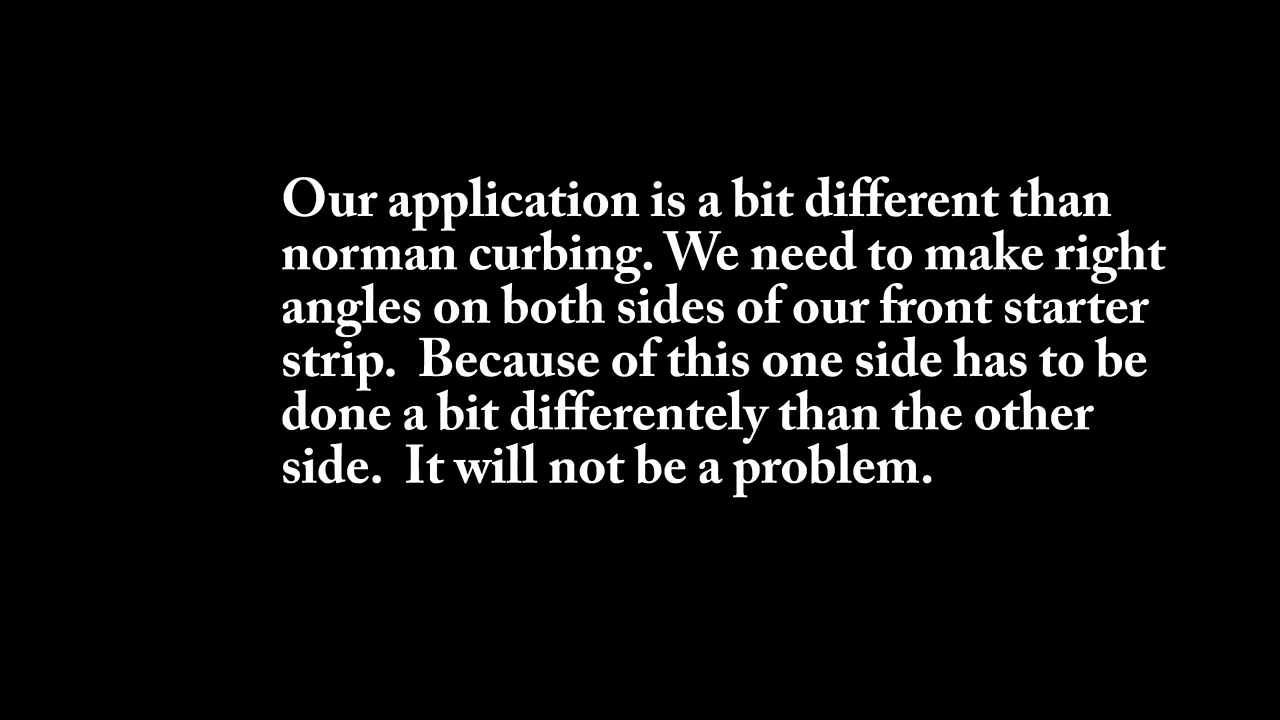 Our application is a bit different than
norman curbing. We need to make right
angles on both sides of our front starter
strip.  Because of this one side has to be
done a bit differentely than the other
side.  It will not be a problem.